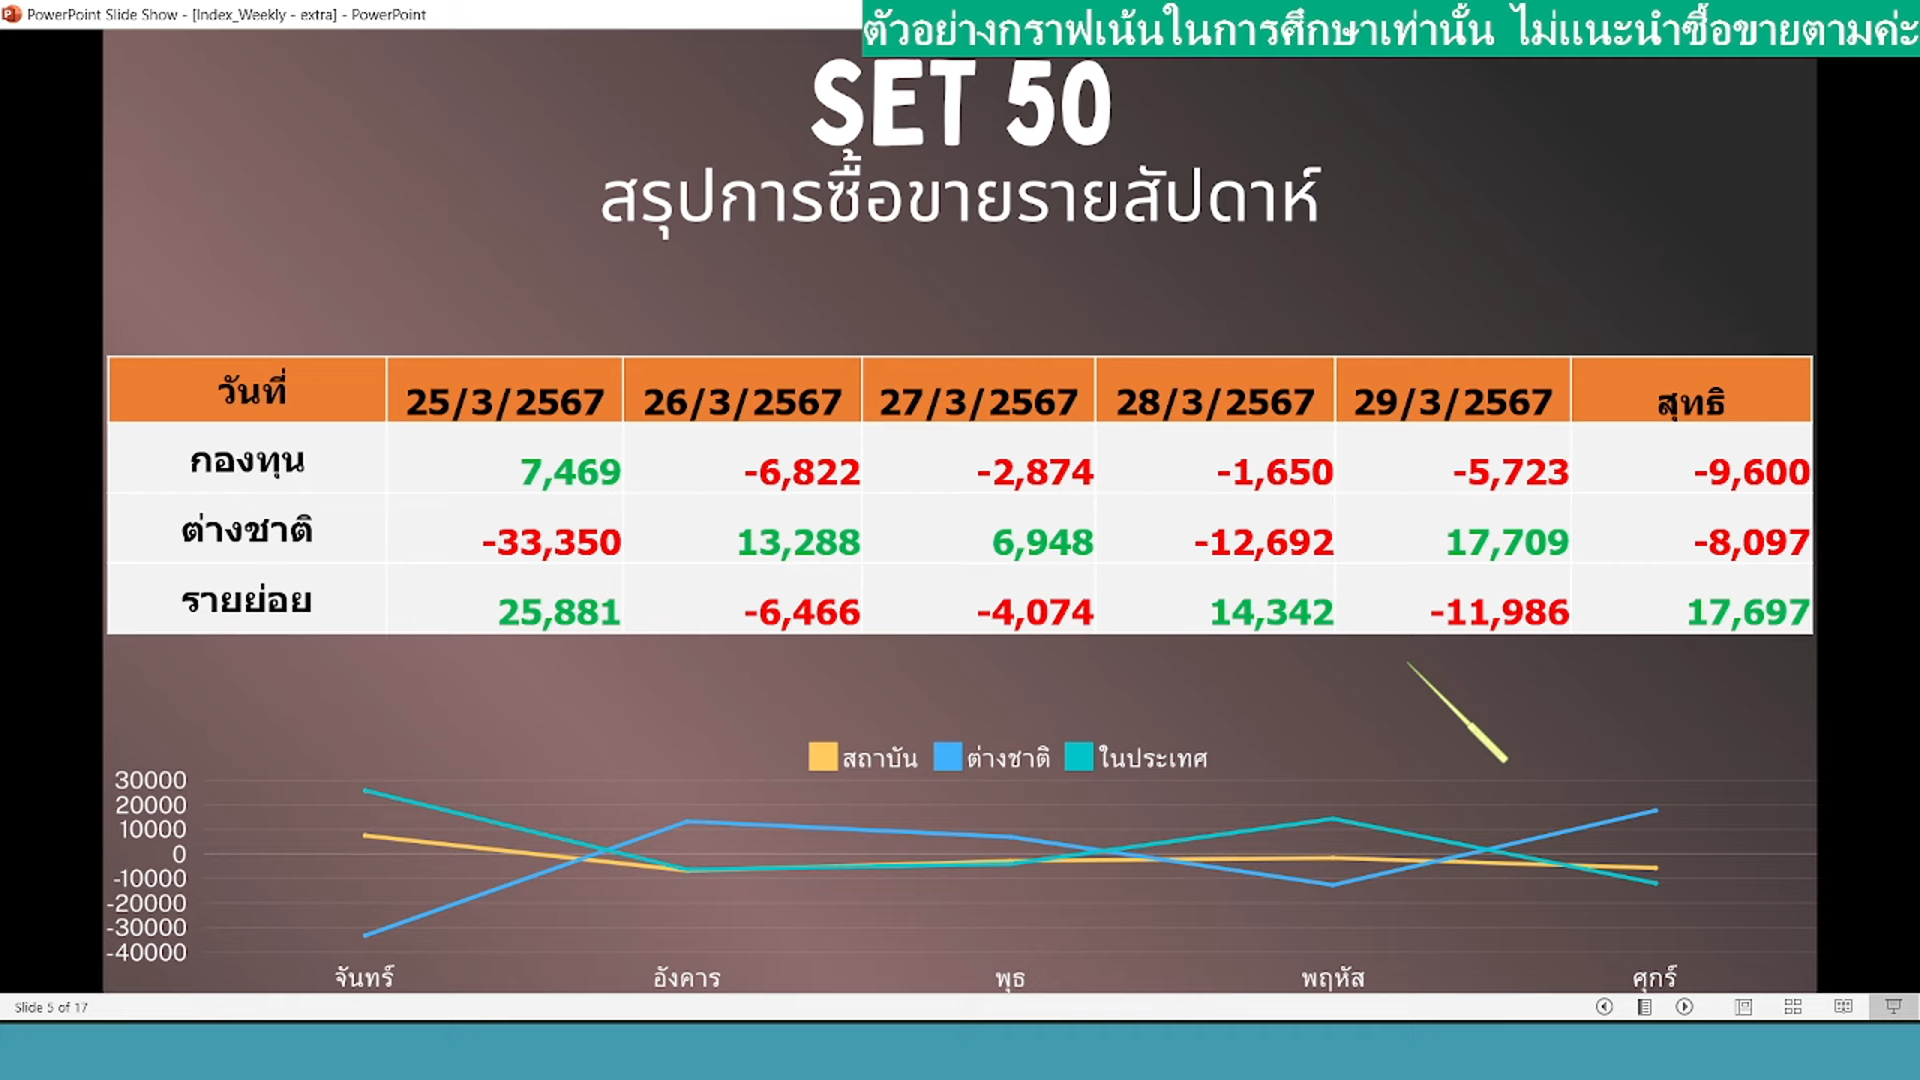 PowerPoint Slide Show - [Index_Weekly - extra] - PowerPoint
ตัวอย่างกราฟเน้นในการศึกษาเท่านั้น ไม่แนะนำซื้อขายตามค่ะ
SET 50
สรุปการซื้อขายรายสัปดาห์
วันที่ 25/3/2567 26/3/2567 27/3/2567 28/3/2567 29/3/2567 สุทธิ
กองทุน 7,469 -6,822 -2,874 -1,650 -5,723 -9,600
ต่างชาติ -33,350 13,288 6,948 -12,692 17,709 -8,097
รายย่อย 25,881 -6,466 -4,074 14,342 -11,986 17,697
สถาบัน ต่างชาติ ในประเทศ
30000
20000
10000
0
-10000
-20000
-30000
-40000
จันทร์ อังคาร พุธ พฤหัส ศุกร์
Slide 5 of 17